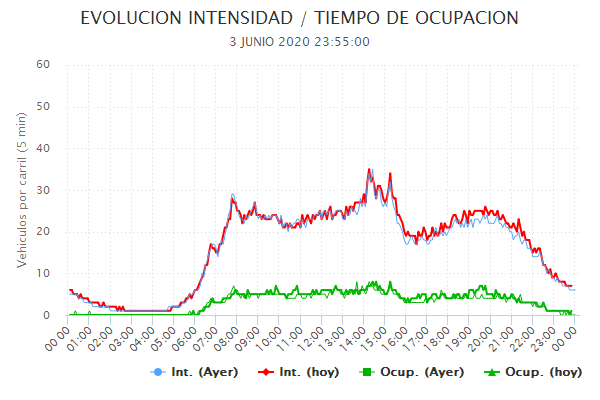 EVOLUCION INTENSIDAD / TIEMPO DE OCUPACION
3 JUNIO 2020 23:55:00
Vehículos por carril (5 min)
60
50
40
30
20
10
0
00:00 01:00 02:00 03:00 04:00 05:00 06:00 07:00 08:00 09:00 10:00 11:00 12:00 13:00 14:00 15:00 16:00 17:00 18:00 19:00 20:00 21:00 22:00 23:00 00:00
Int. (Ayer) Int. (hoy) Ocup. (Ayer) Ocup. (hoy)